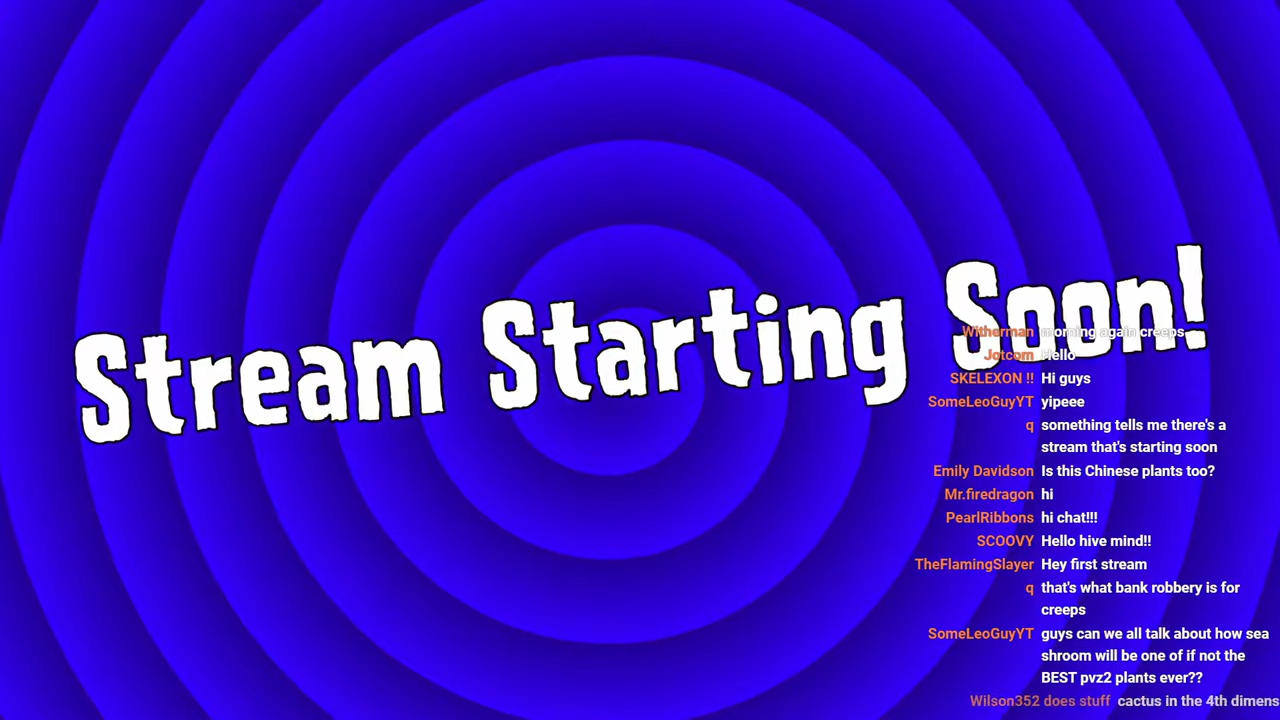 Stream Starting Soon!
Witherman morning again creeps
Jotcom Hello
SKELEXON !! Hi guys
SomeLeoGuyYT yipeee
q something tells me there's a
stream that's starting soon
Emily Davidson Is this Chinese plants too?
Mr.firedragon hi
PearlRibbons hi chat!!!
SCOOVY Hello hive mind!!
TheFlamingSlayer Hey first stream
q that's what bank robbery is for
creeps
SomeLeoGuyYT guys can we all talk about how sea
shroom will be one of if not the
BEST pvz2 plants ever??
Wilson352 does stuff cactus in the 4th dimens